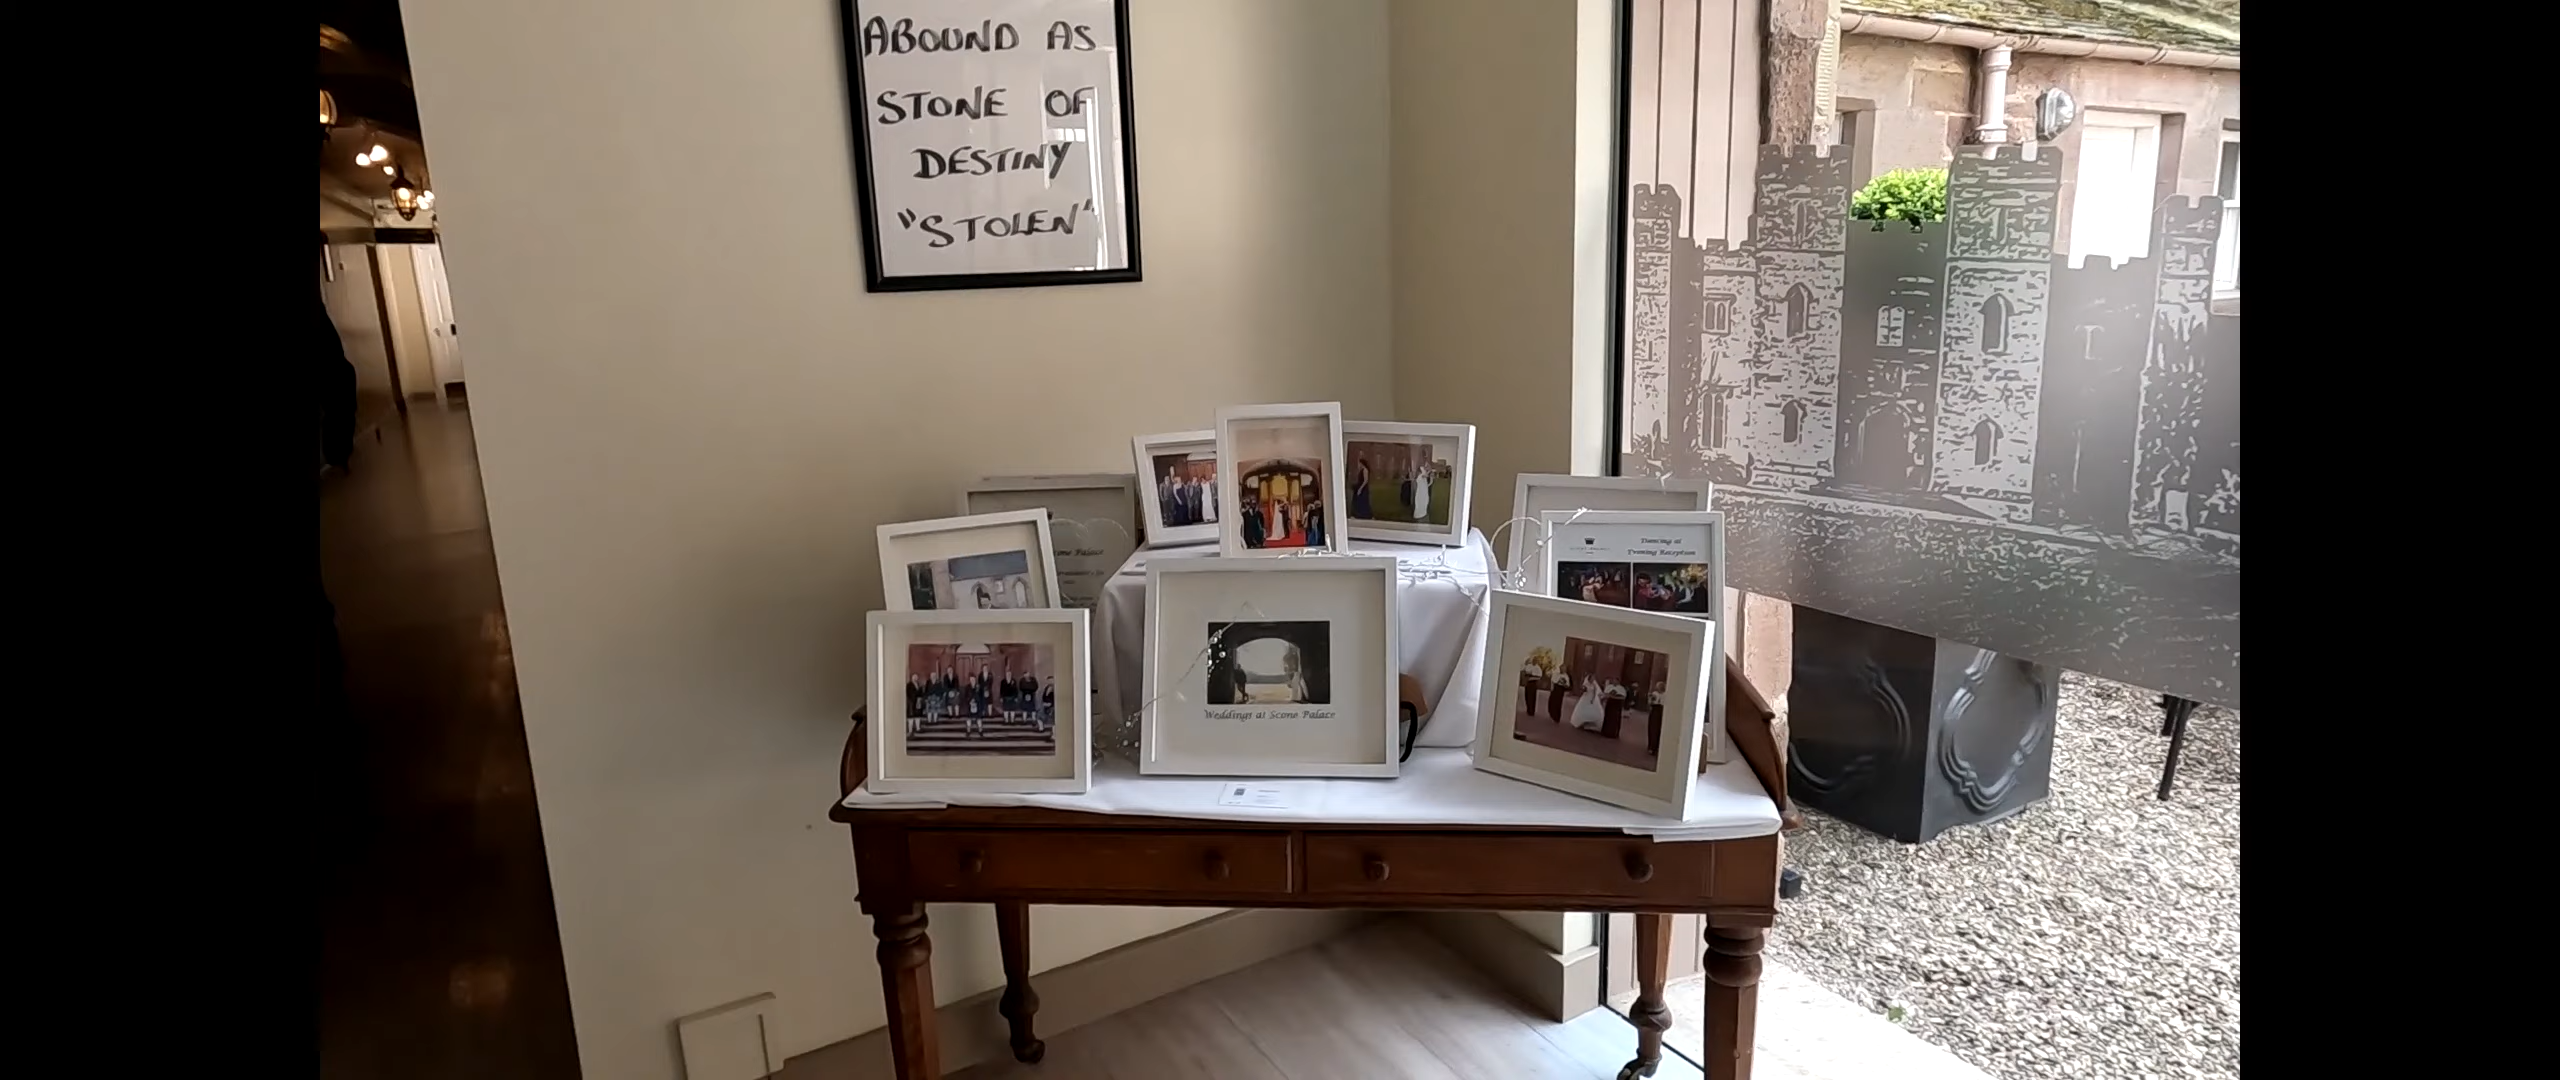 ABOUND AS
STONE OF
DESTINY
"STOLEN"
Dancing at
Evening Reception
Weddings at Scone Palace